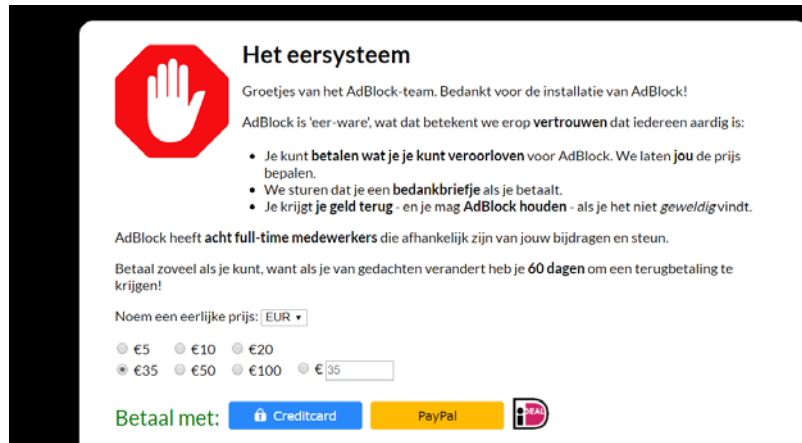 Het eersysteem
Groetjes van het AdBlock-team. Bedankt voor de installatie van AdBlock!
AdBlock is 'eer-ware', wat dat betekent we erop vertrouwen dat iedereen aardig is:
• Je kunt betalen wat je je kunt veroorloven voor AdBlock. We laten jou de prijs
bepalen.
• We sturen dat je een bedankbriefje als je betaalt.
• Je krijgt je geld terug - en je mag AdBlock houden - als je het niet geweldig vindt.
AdBlock heeft acht full-time medewerkers die afhankelijk zijn van jouw bijdragen en steun.
Betaal zoveel als je kunt, want als je van gedachten verandert heb je 60 dagen om een terugbetaling te
krijgen!
Noem een eerlijke prijs: EUR
€5 €10 €20
€35 €50 €100 € 35
Betaal met: Creditcard PayPal iDEAL